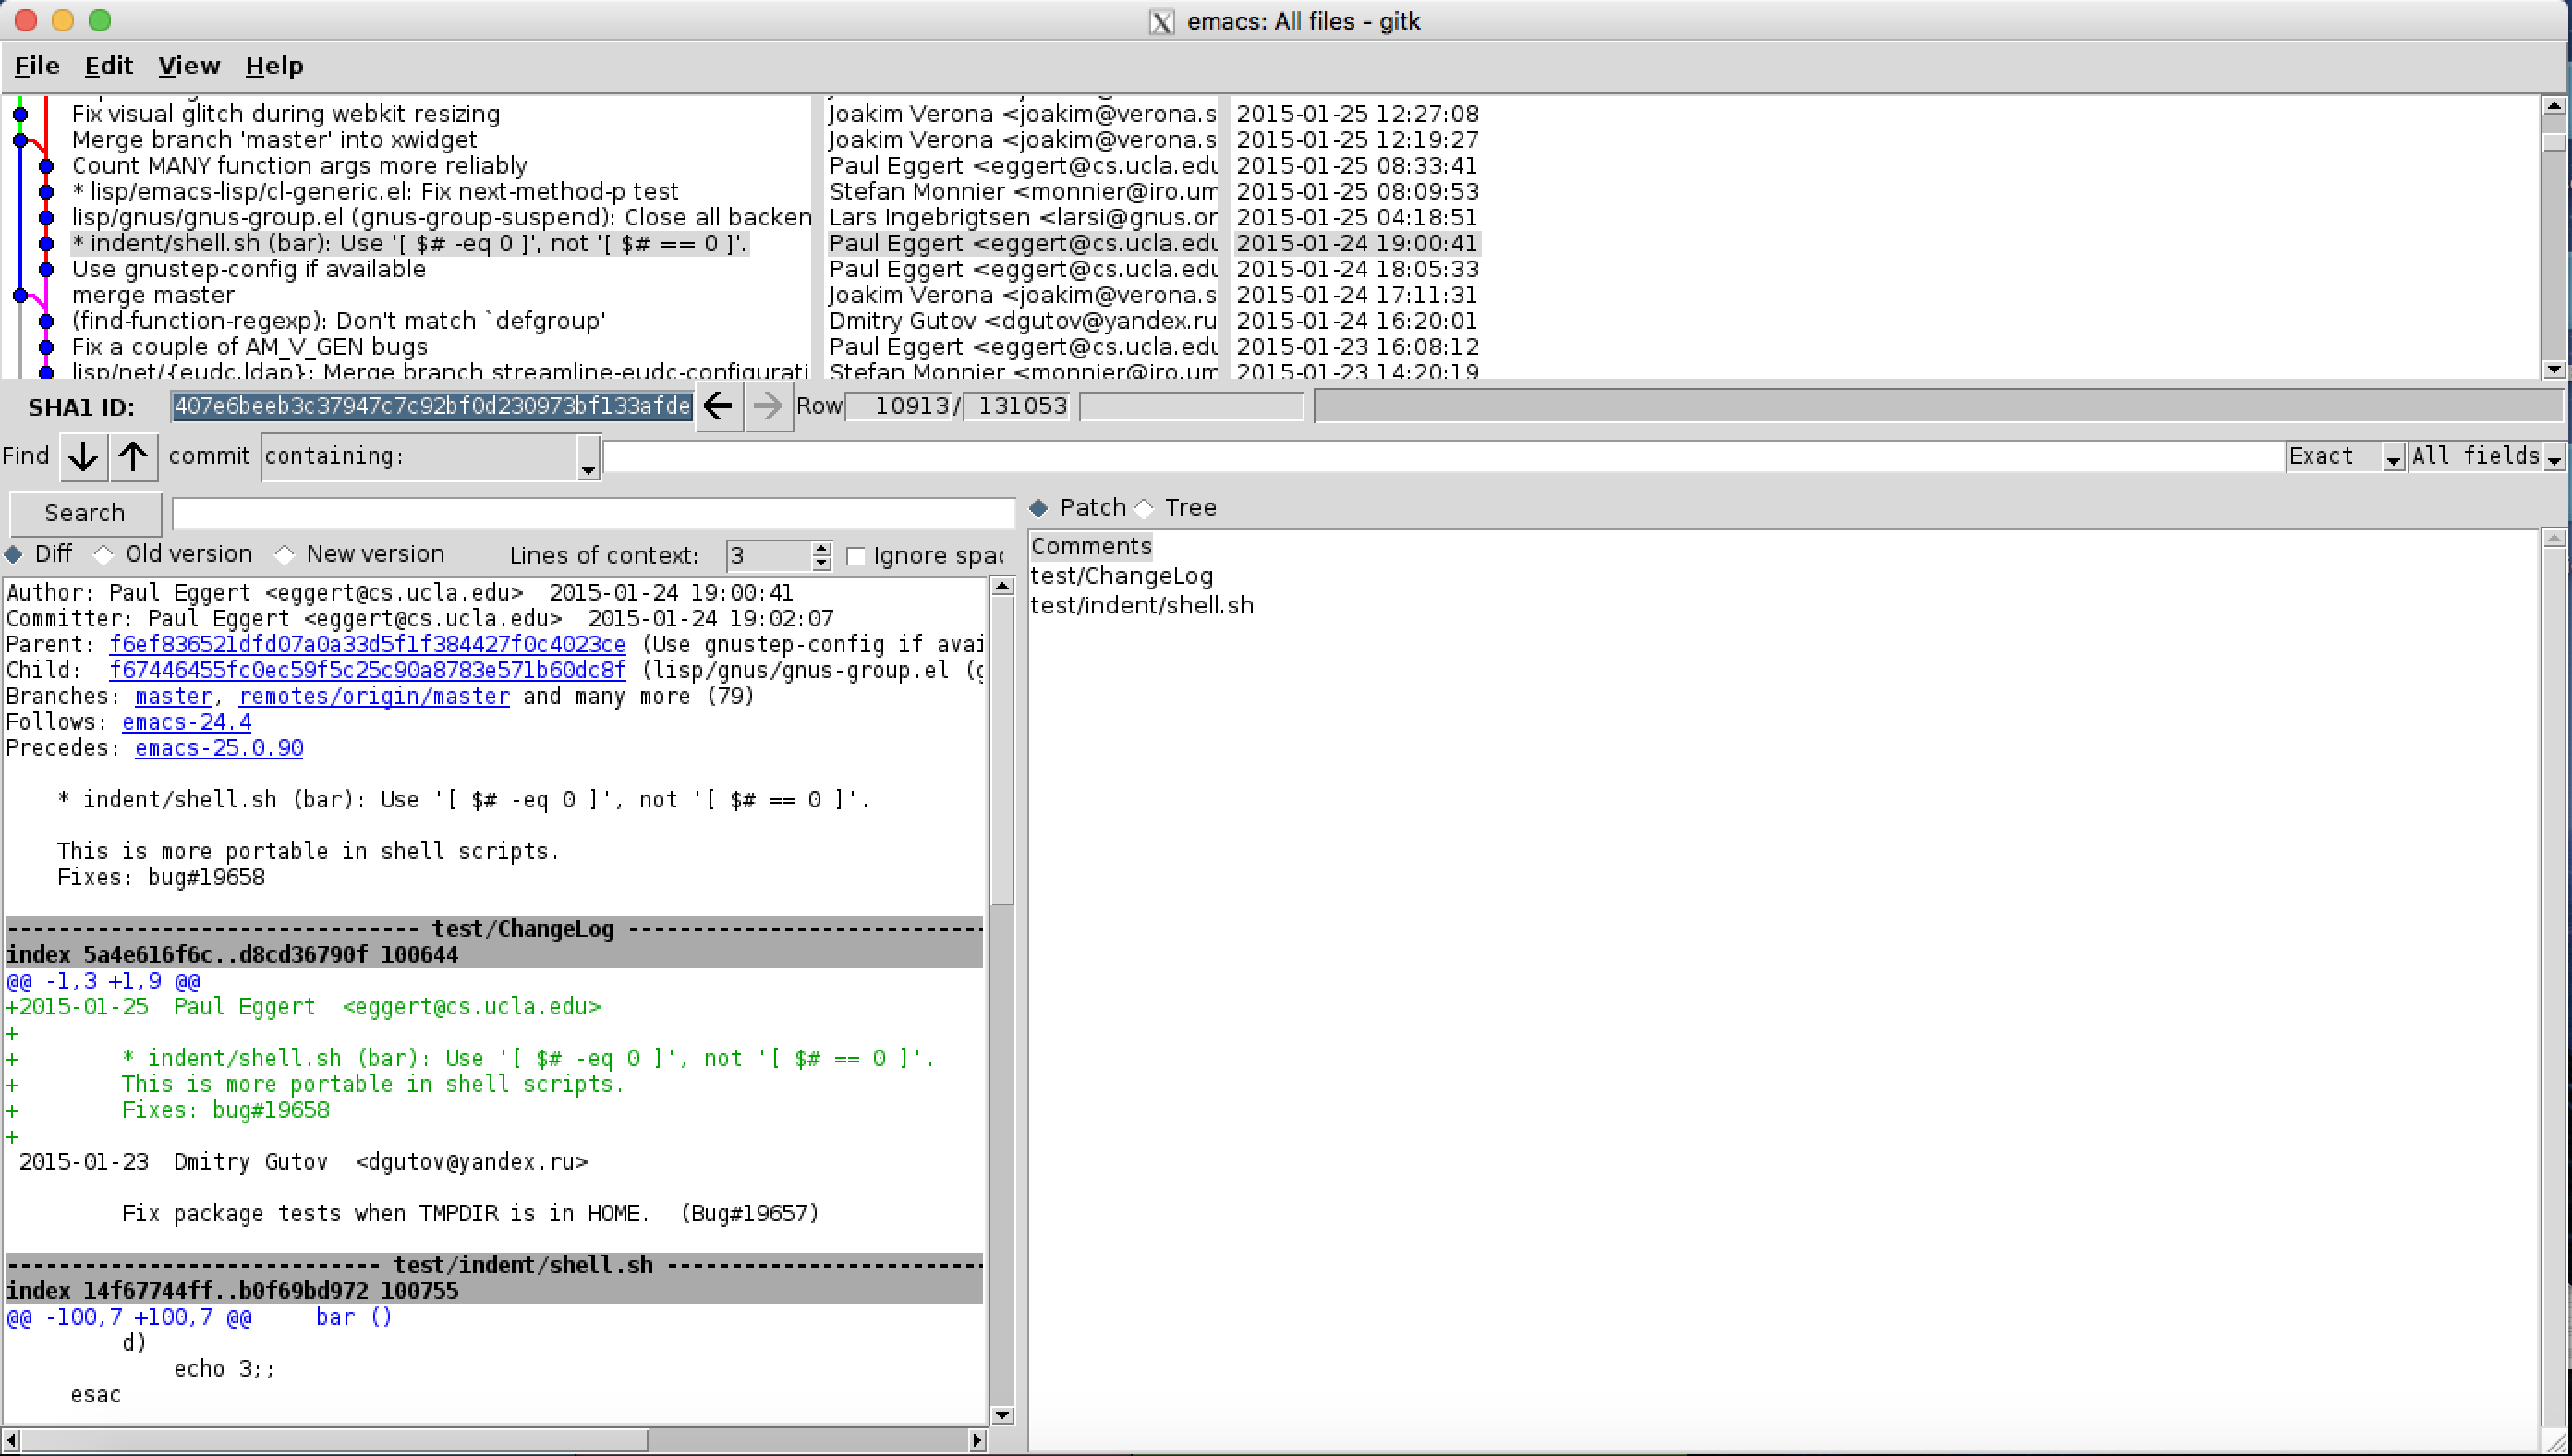 emacs: All files - gitk
File Edit View Help
Fix visual glitch during webkit resizing Joakim Verona <joakim@verona.s 2015-01-25 12:27:08
Merge branch 'master' into xwidget Joakim Verona <joakim@verona.s 2015-01-25 12:19:27
Count MANY function args more reliably Paul Eggert <eggert@cs.ucla.edu 2015-01-25 08:33:41
* lisp/emacs-lisp/cl-generic.el: Fix next-method-p test Stefan Monnier <monnier@iro.um 2015-01-25 08:09:53
lisp/gnus/gnus-group.el (gnus-group-suspend): Close all backen Lars Ingebrigtsen <larsi@gnus.or 2015-01-25 04:18:51
* indent/shell.sh (bar): Use '[ $# -eq 0 ]', not '[ $# == 0 ]'. Paul Eggert <eggert@cs.ucla.edu 2015-01-24 19:00:41
Use gnustep-config if available Paul Eggert <eggert@cs.ucla.edu 2015-01-24 18:05:33
merge master Joakim Verona <joakim@verona.s 2015-01-24 17:11:31
(find-function-regexp): Don't match `defgroup' Dmitry Gutov <dgutov@yandex.ru 2015-01-24 16:20:01
Fix a couple of AM_V_GEN bugs Paul Eggert <eggert@cs.ucla.edu 2015-01-23 16:08:12
lisp/net/{eudc,ldap}: Merge branch streamline-eudc-configurati Stefan Monnier <monnier@iro.um 2015-01-23 14:20:19
SHA1 ID: 407e6beeb3c37947c7c92bf0d230973bf133afde Row 10913 / 131053
Find commit containing: Exact All fields
Search
Patch Tree
Diff Old version New version Lines of context: 3 Ignore spac
Comments
test/ChangeLog
test/indent/shell.sh
Author: Paul Eggert <eggert@cs.ucla.edu>  2015-01-24 19:00:41
Committer: Paul Eggert <eggert@cs.ucla.edu>  2015-01-24 19:02:07
Parent: f6ef836521dfd07a0a33d5f1f384427f0c4023ce (Use gnustep-config if avai
Child:  f67446455fc0ec59f5c25c90a8783e571b60dc8f (lisp/gnus/gnus-group.el (g
Branches: master, remotes/origin/master and many more (79)
Follows: emacs-24.4
Precedes: emacs-25.0.90
* indent/shell.sh (bar): Use '[ $# -eq 0 ]', not '[ $# == 0 ]'.
This is more portable in shell scripts.
Fixes: bug#19658
-------------------------------- test/ChangeLog ----------------------------
index 5a4e616f6c..d8cd36790f 100644
@@ -1,3 +1,9 @@
+2015-01-25  Paul Eggert  <eggert@cs.ucla.edu>
+
+        * indent/shell.sh (bar): Use '[ $# -eq 0 ]', not '[ $# == 0 ]'.
+        This is more portable in shell scripts.
+        Fixes: bug#19658
+
2015-01-23  Dmitry Gutov  <dgutov@yandex.ru>
Fix package tests when TMPDIR is in HOME.  (Bug#19657)
----------------------------- test/indent/shell.sh -------------------------
index 14f67744ff..b0f69bd972 100755
@@ -100,7 +100,7 @@     bar ()
d)
echo 3;;
esac